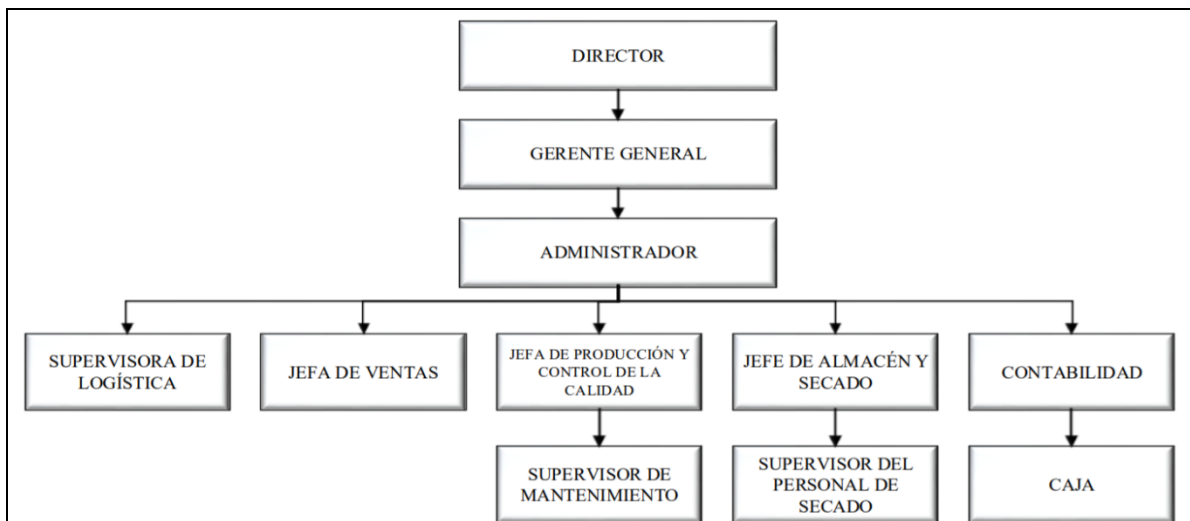 DIRECTOR
GERENTE GENERAL
ADMINISTRADOR
SUPERVISORA DE
LOGÍSTICA
JEFA DE VENTAS
JEFA DE PRODUCCIÓN Y
CONTROL DE LA
CALIDAD
JEFE DE ALMACÉN Y
SECADO
CONTABILIDAD
SUPERVISOR DE
MANTENIMIENTO
SUPERVISOR DEL
PERSONAL DE
SECADO
CAJA